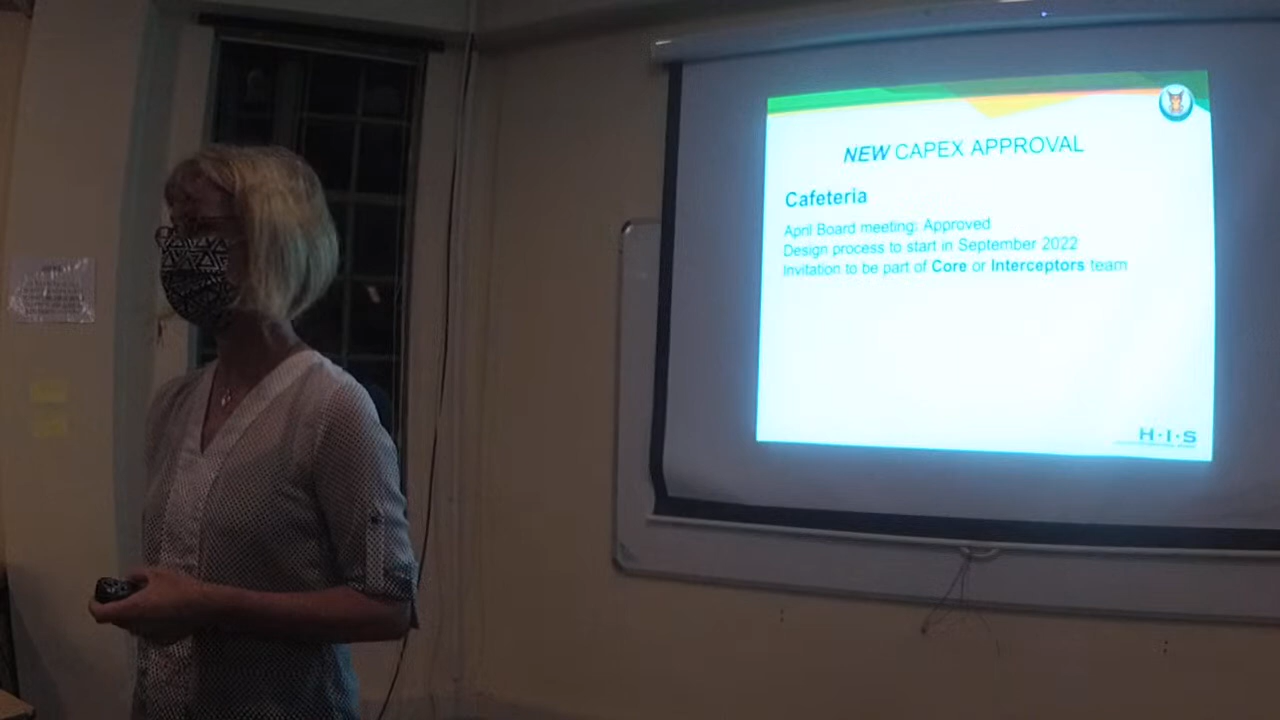 NEW CAPEX APPROVAL
Cafeteria
April Board meeting: Approved
Design process to start in September 2022
Invitation to be part of Core or Interceptors team
H·I·S